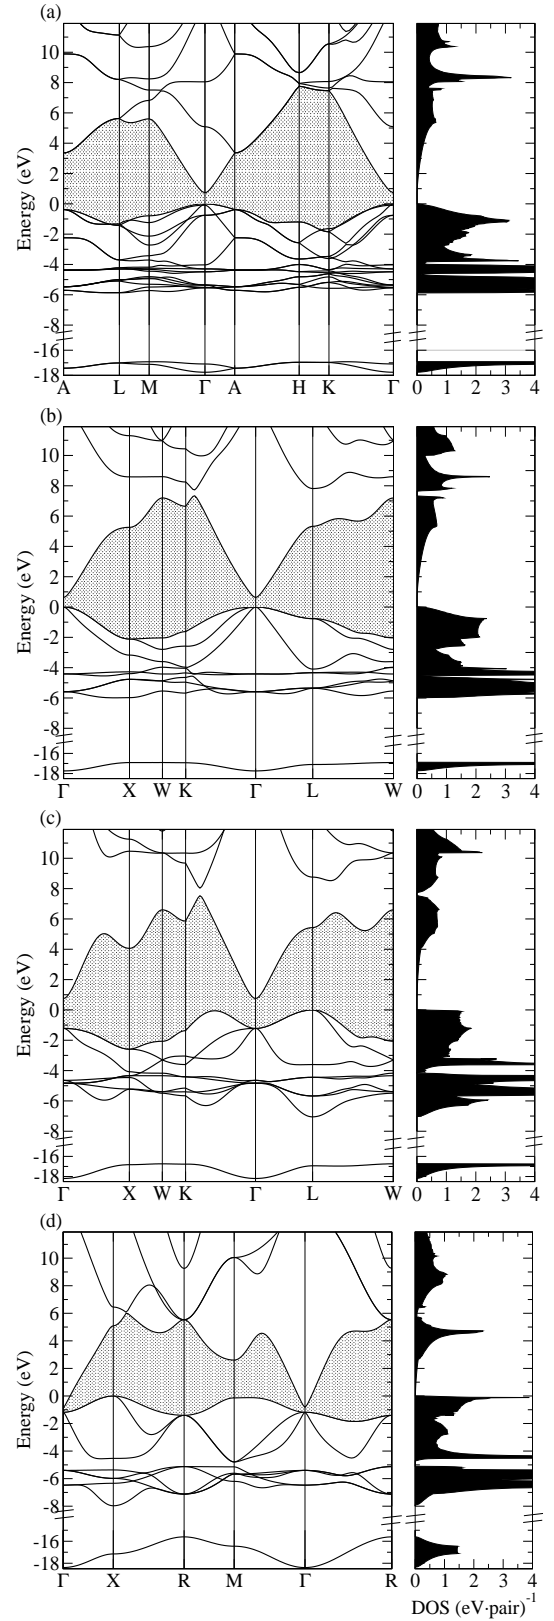 (a)
10
8
6
4
2
0
-2
-4
-6
-8
-16
-18
Energy (eV)
A L M Γ A H K Γ
0 1 2 3 4
(b)
10
8
6
4
2
0
-2
-4
-6
-8
-16
-18
Energy (eV)
Γ X W K Γ L W
0 1 2 3 4
(c)
10
8
6
4
2
0
-2
-4
-6
-8
-16
-18
Energy (eV)
Γ X W K Γ L W
0 1 2 3 4
(d)
10
8
6
4
2
0
-2
-4
-6
-8
-16
-18
Energy (eV)
Γ X R M Γ R
0 1 2 3 4
DOS (eV·pair)⁻¹